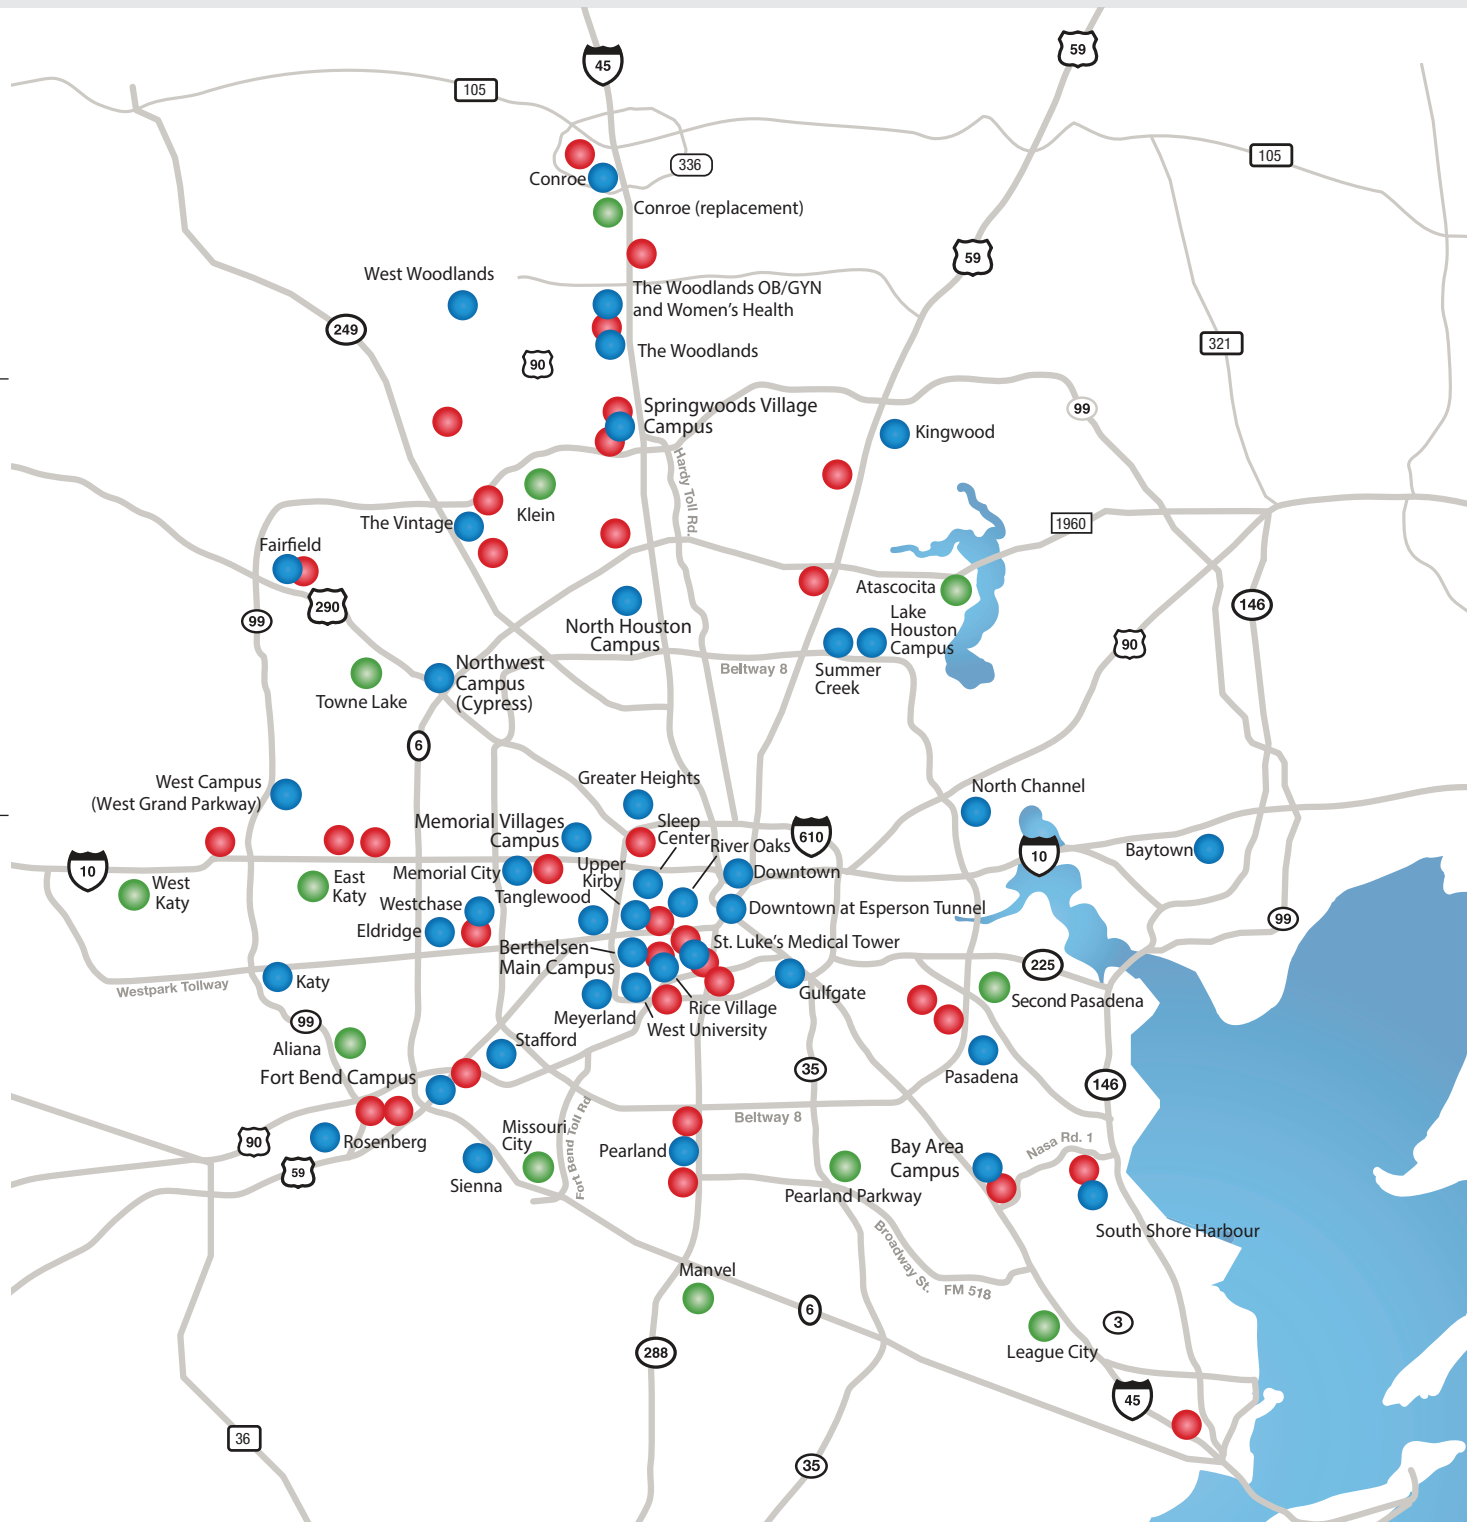 45
59
105
105
336
Conroe
Conroe (replacement)
59
West Woodlands
The Woodlands OB/GYN
and Women's Health
249
The Woodlands
90
321
99
Springwoods Village
Campus
Kingwood
Hardy Toll Rd.
Klein
The Vintage
1960
Fairfield
290
99
Atascocita
146
North Houston
Campus
Lake
Houston
Campus
90
Summer
Creek
Beltway 8
Northwest
Campus
(Cypress)
Towne Lake
6
West Campus
(West Grand Parkway)
Greater Heights
North Channel
Memorial Villages
Campus
Sleep
Center
River Oaks
610
10
Baytown
10
West
Katy
East
Katy
Memorial City
Upper
Kirby
Downtown
Tanglewood
Westchase
Eldridge
Downtown at Esperson Tunnel
99
Berthelsen
Main Campus
St. Luke's Medical Tower
225
Katy
Westpark Tollway
Gulfgate
Second Pasadena
Meyerland
Rice Village
West University
99
Aliana
Stafford
Fort Bend Campus
35
Pasadena
146
90
Rosenberg
59
Missouri
City
Fort Bend Toll Rd
Beltway 8
Pearland
Sienna
Bay Area
Campus
Nasa Rd. 1
Pearland Parkway
South Shore Harbour
Broadway St.
FM 518
Manvel
6
3
League City
288
45
36
35